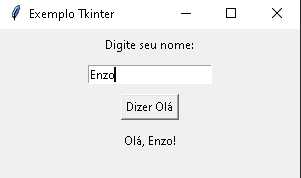 Exemplo Tkinter
Digite seu nome:
Enzo
Dizer Olá
Olá, Enzo!